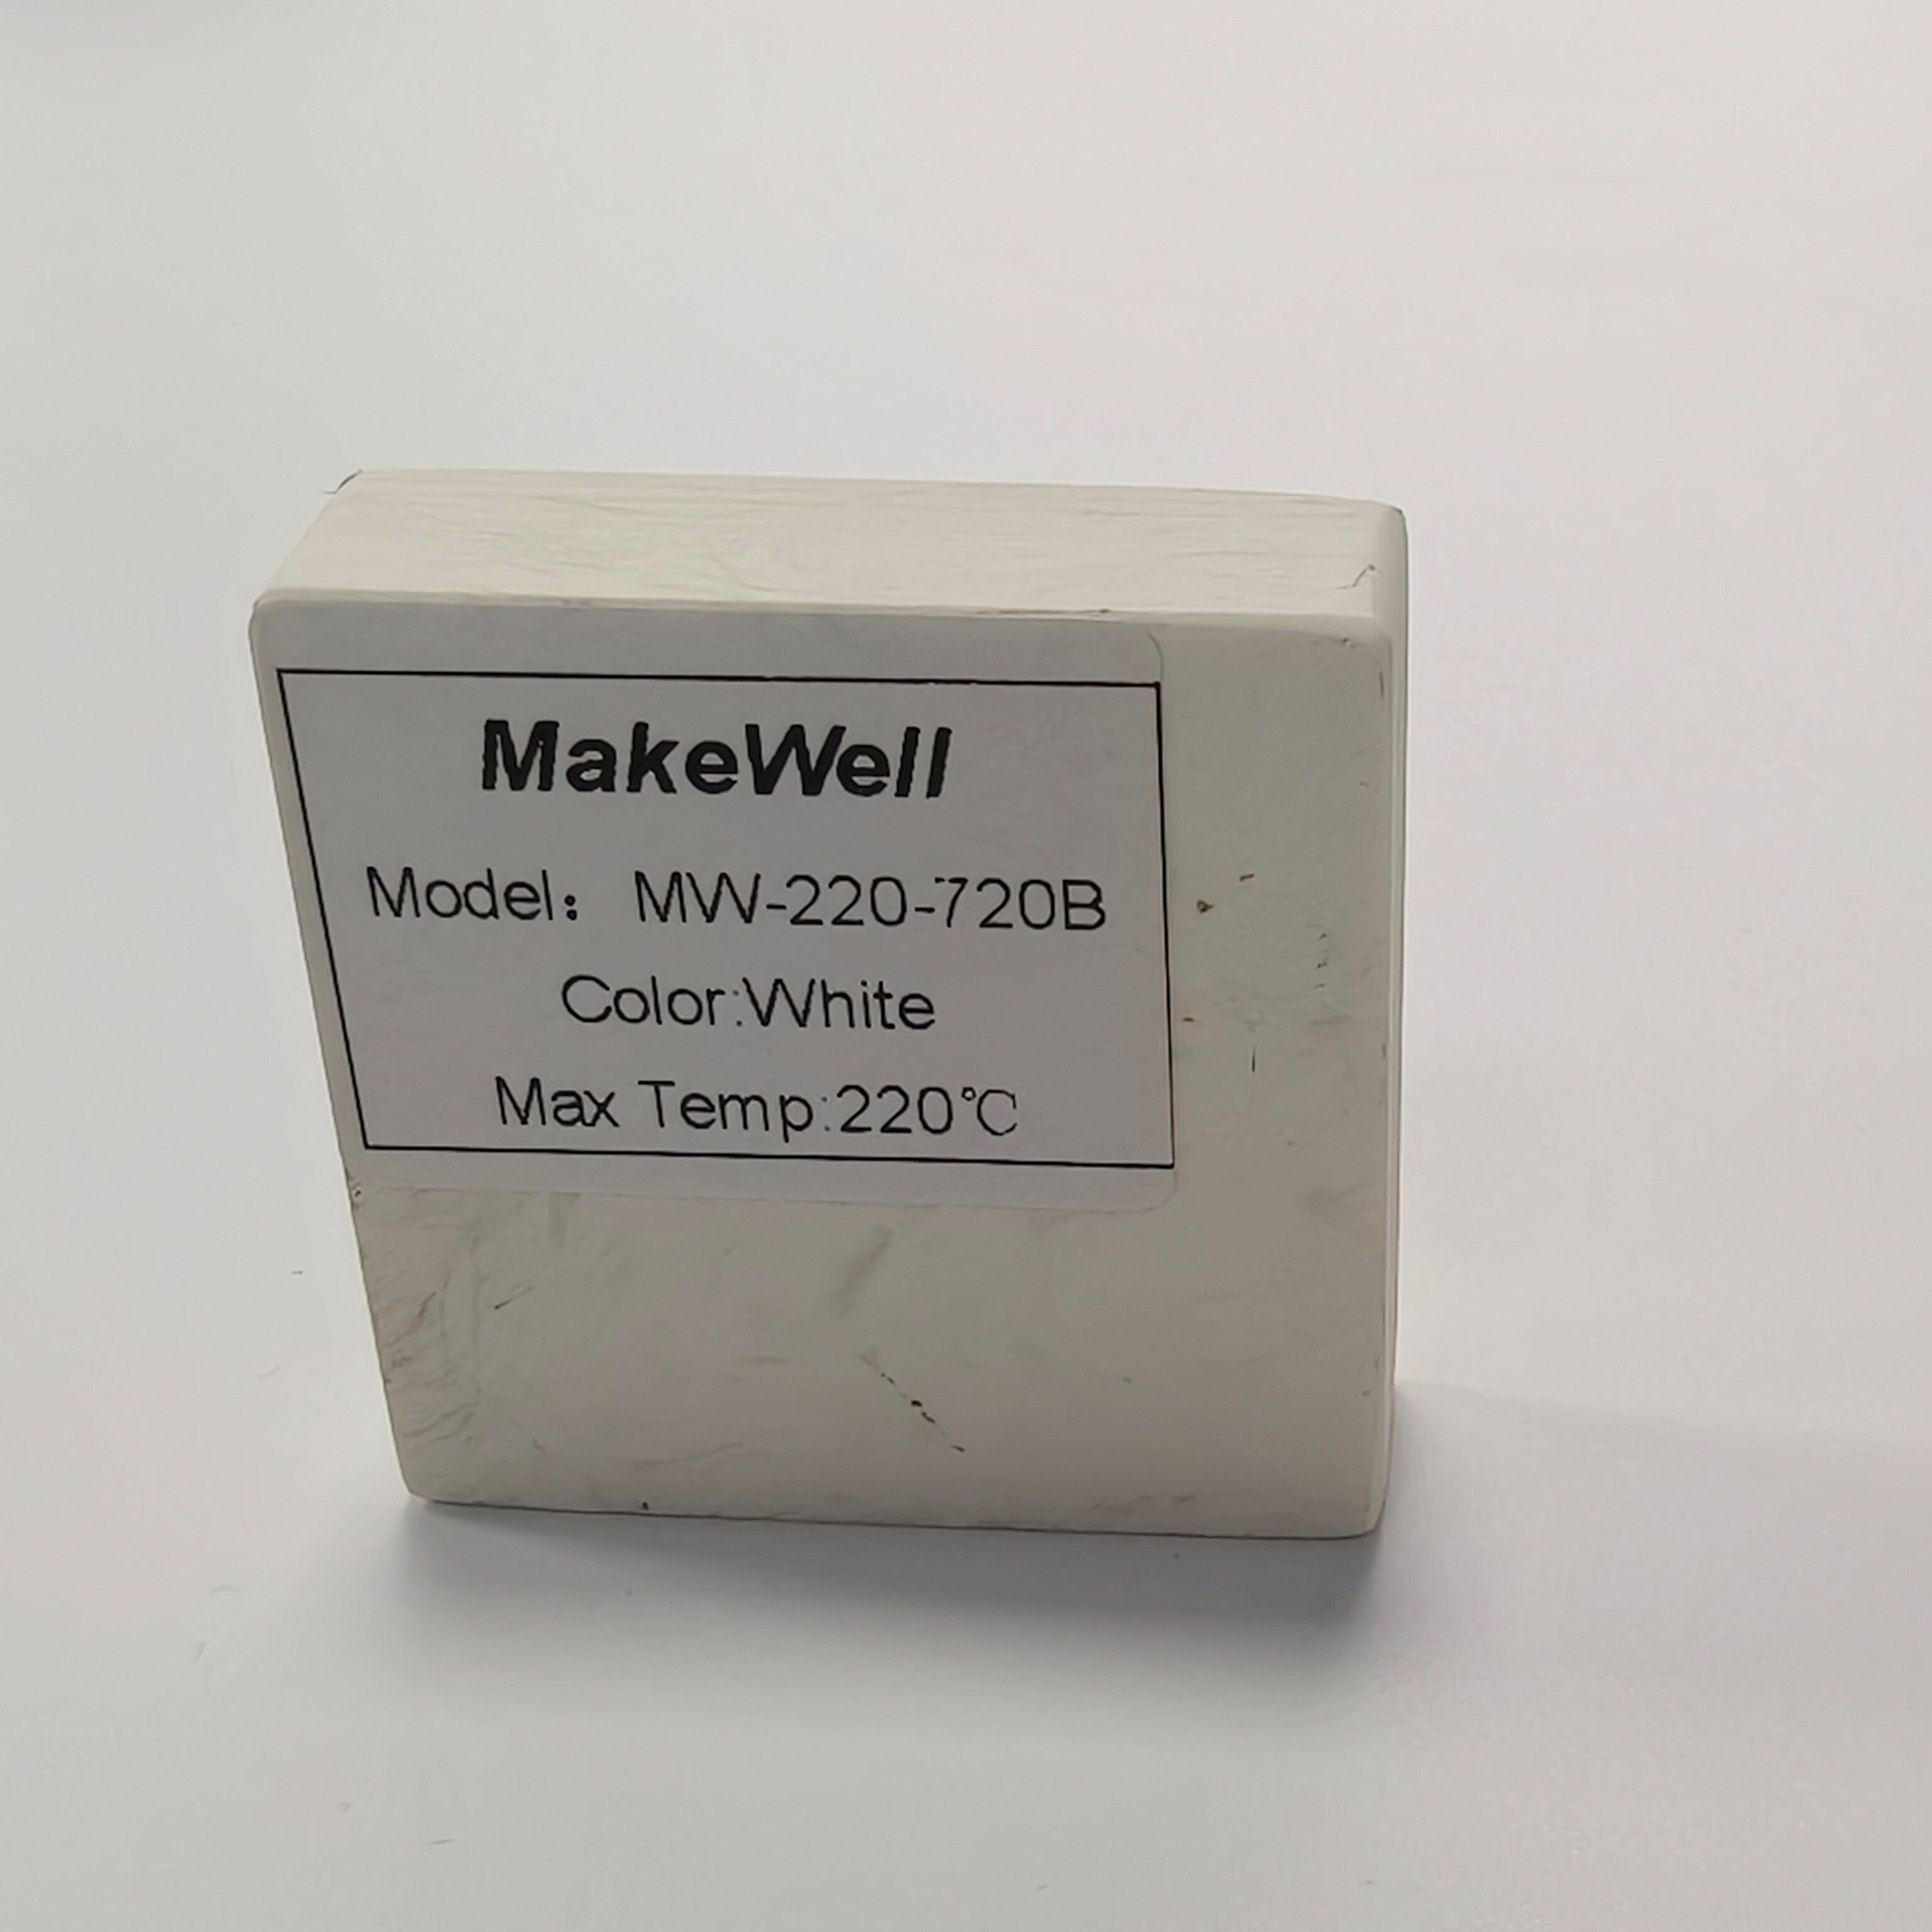 MakeWell
Model： MW-220-720B
Color:White
Max Temp:220℃